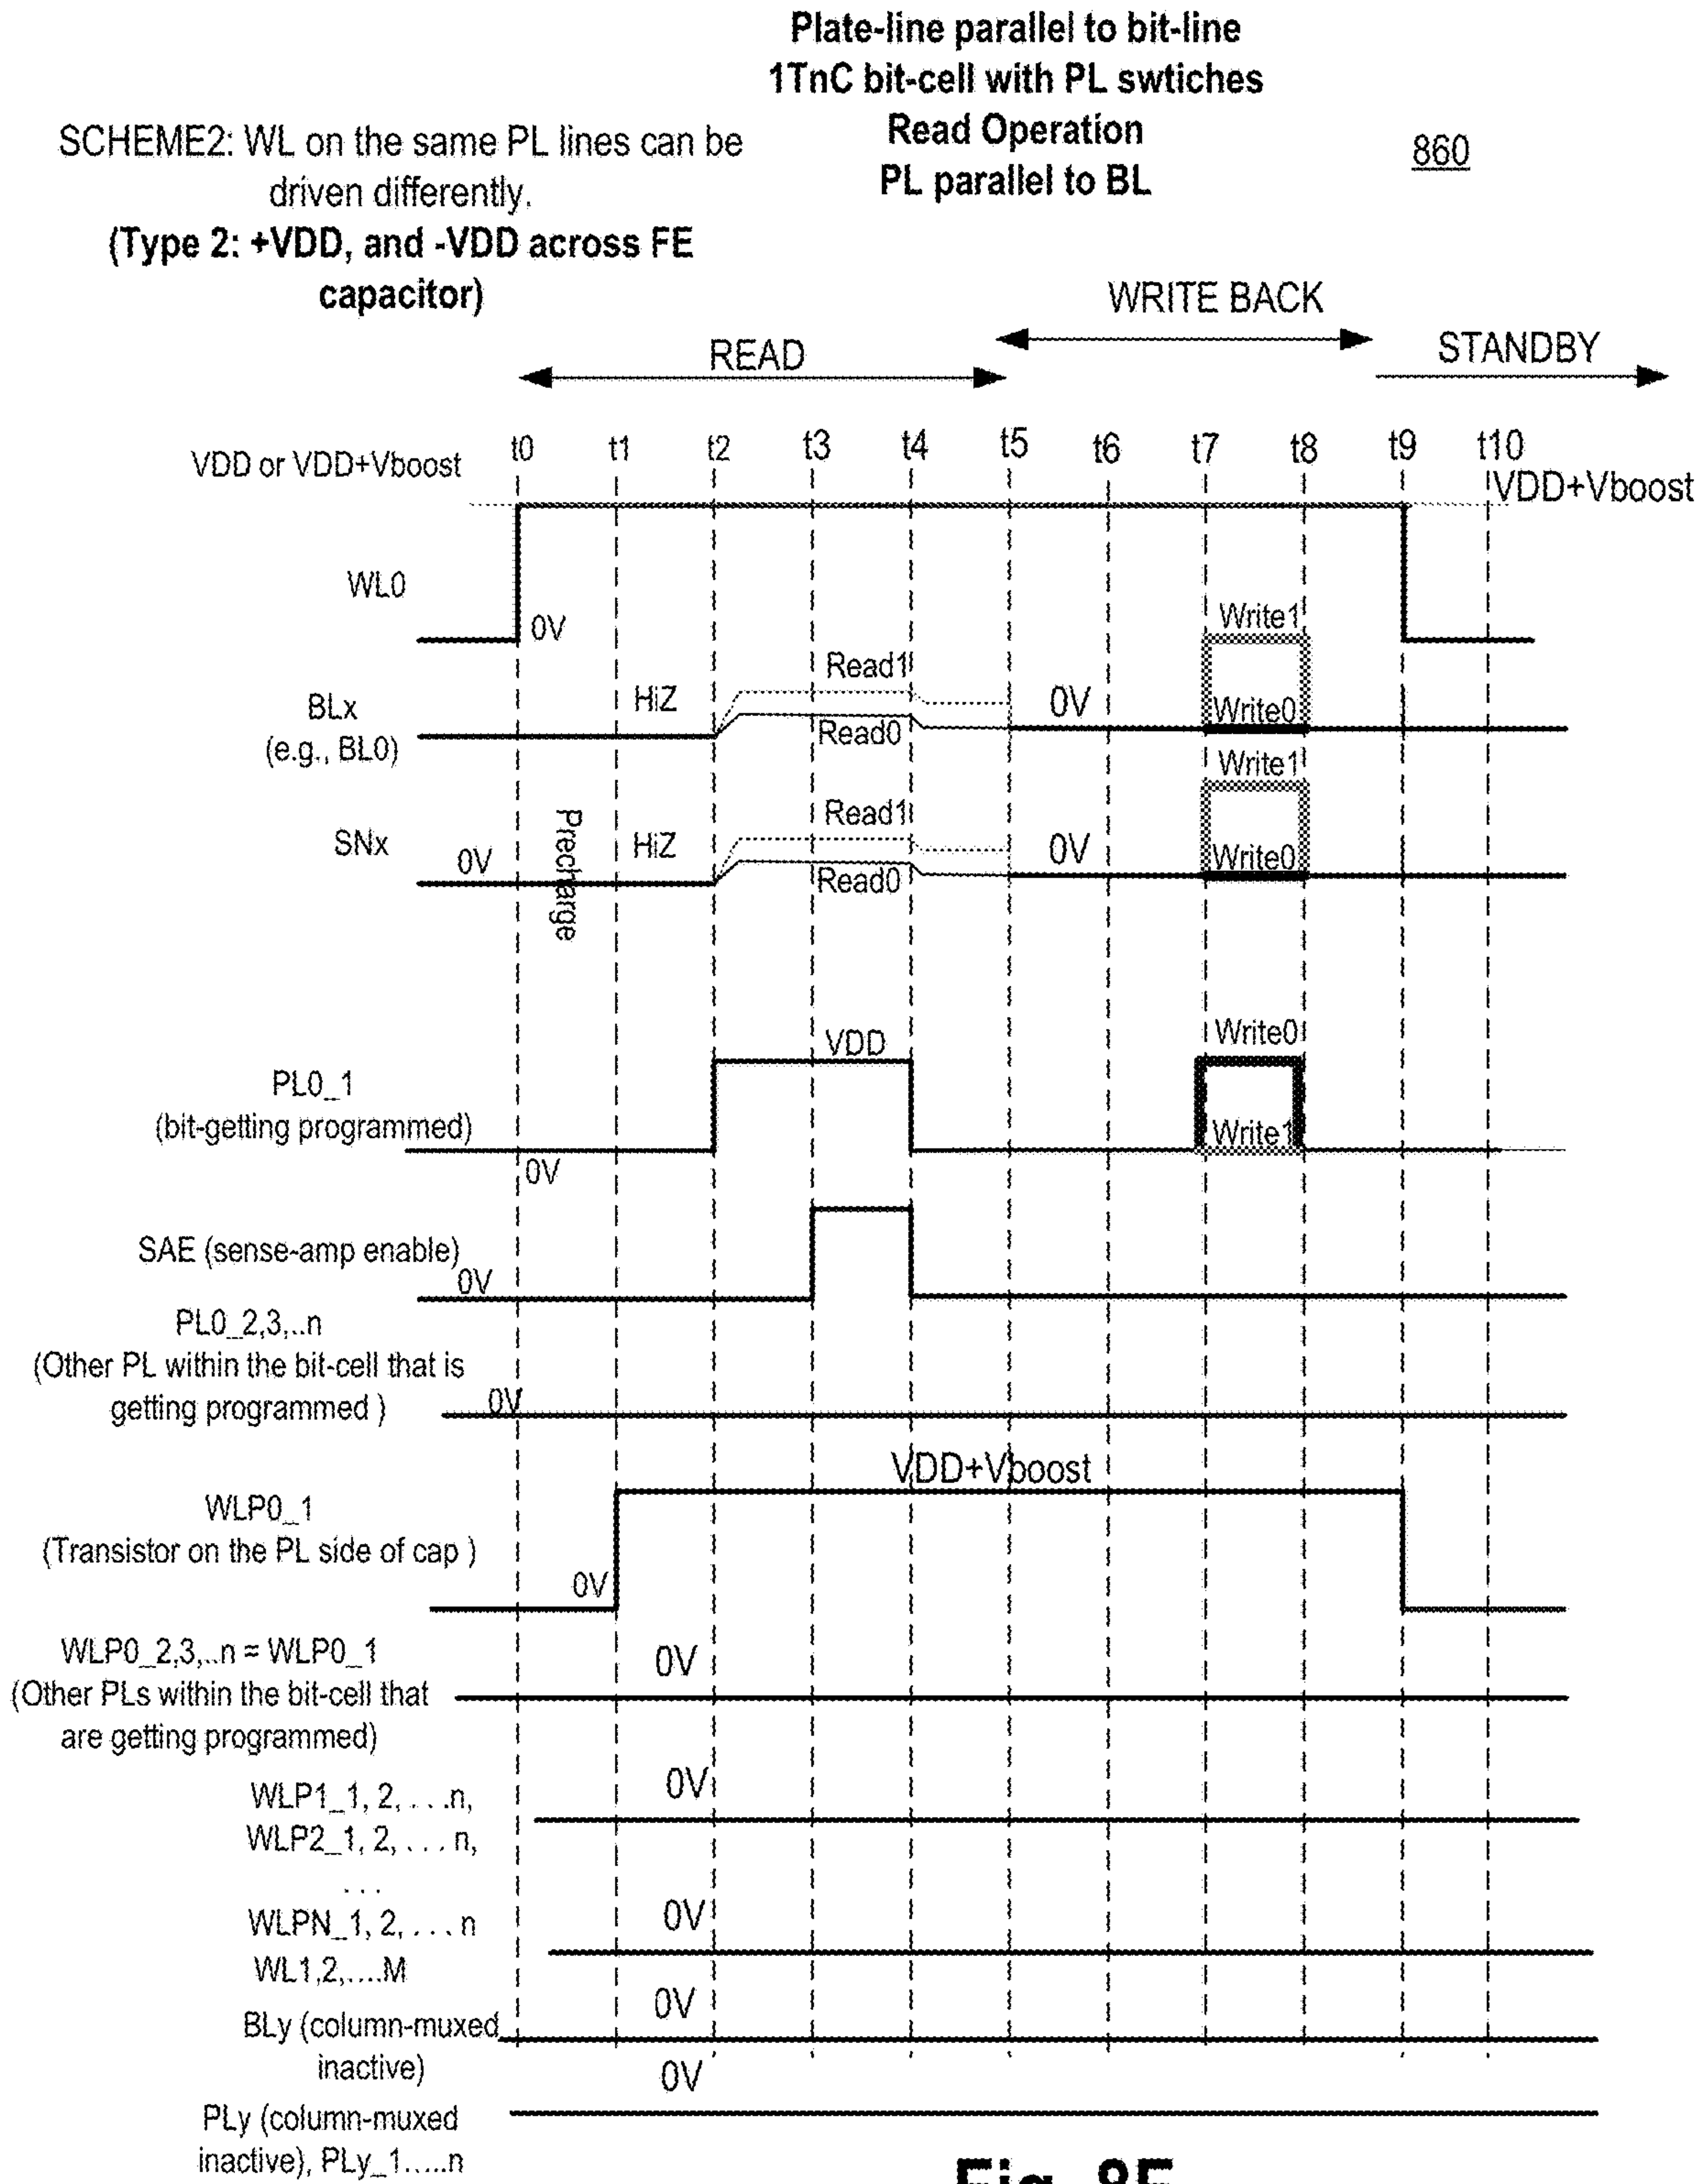 Plate-line parallel to bit-line
1TnC bit-cell with PL swtiches
Read Operation
PL parallel to BL
860
SCHEME2: WL on the same PL lines can be
driven differently.
(Type 2: +VDD, and -VDD across FE
capacitor)
WRITE BACK
READ
STANDBY
t0 t1 t2 t3 t4 t5 t6 t7 t8 t9 t10
VDD or VDD+Vboost
VDD+Vboost
WL0
0V
Write1
Read1
HiZ
0V
BLx
(e.g., BL0)
Write0
Read0
Write1
Precharge
Read1
SNx
0V
HiZ
0V
Write0
Read0
Write0
VDD
PL0_1
(bit-getting programmed)
Write1
0V
SAE (sense-amp enable)
0V
PL0_2,3,..n
(Other PL within the bit-cell that is
getting programmed )
0V
VDD+Vboost
WLP0_1
(Transistor on the PL side of cap )
0V
WLP0_2,3,..n = WLP0_1
(Other PLs within the bit-cell that
are getting programmed)
0V
WLP1_1, 2, . . .n,
WLP2_1, 2, . . . n,
. . .
WLPN_1, 2, . . . n
0V
WL1,2,....M
0V
BLy (column-muxed
inactive)
0V
PLy (column-muxed
inactive), PLy_1.....n
0V